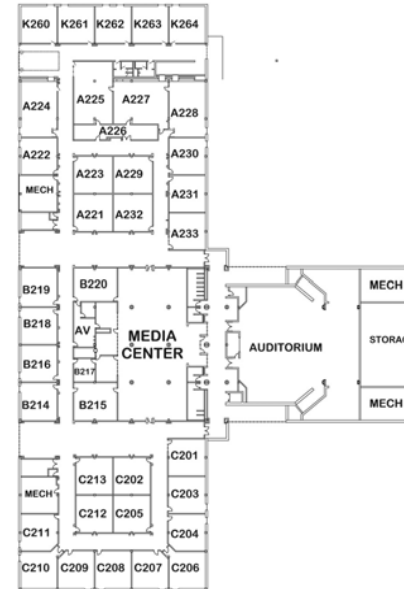 K260 K261 K262 K263 K264
A225 A227
A224 A228
A226
A222 A230
A223 A229
MECH A231
A221 A232
A233
B219 B220 MECH
B218 AV MEDIA
CENTER AUDITORIUM STORAG
B216 B217
B214 B215 MECH
C201
C213 C202
MECH C203
C212 C205
C211 C204
C210 C209 C208 C207 C206